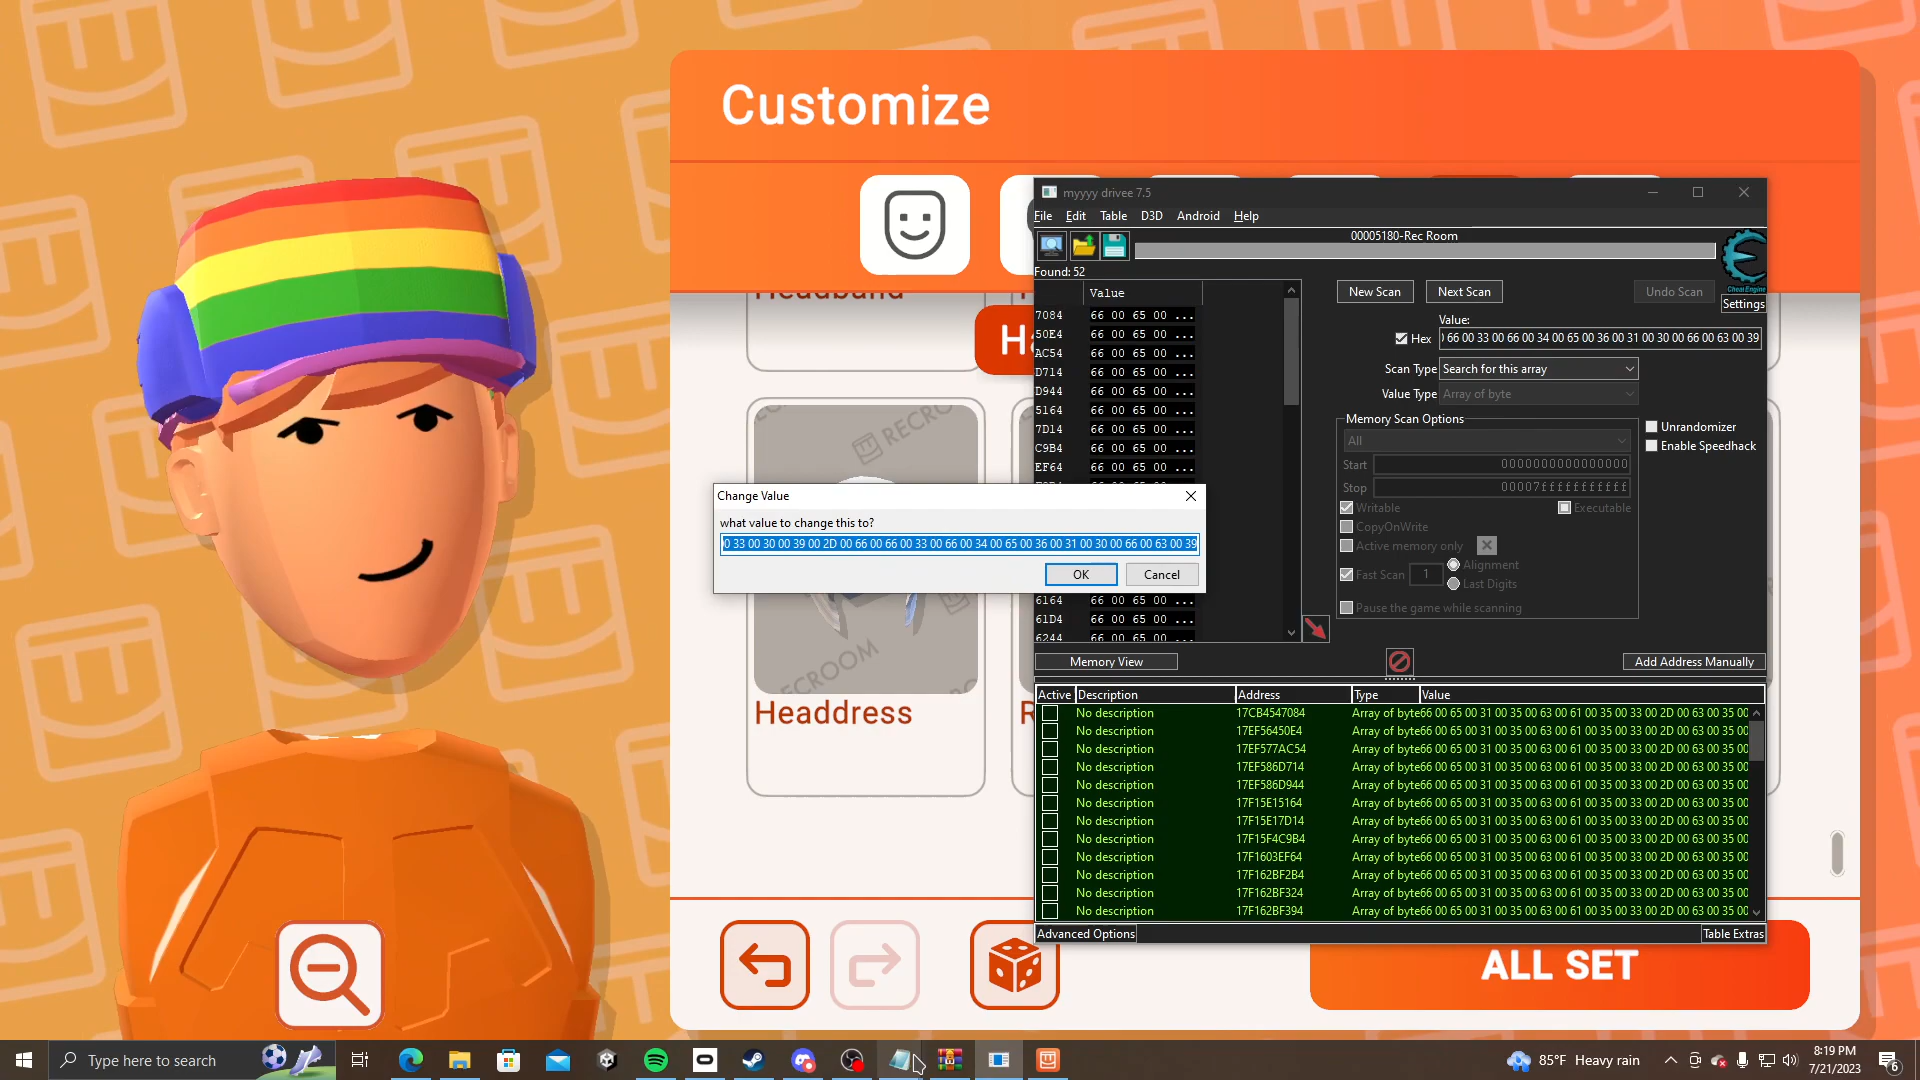 Customize
Headband
Ha
myyyy drivee 7.5
File Edit Table D3D Android Help
00005180-Rec Room
Found: 52
Value
7084 66 00 65 00 ...
50E4 66 00 65 00 ...
AC54 66 00 65 00 ...
D714 66 00 65 00 ...
D944 66 00 65 00 ...
5164 66 00 65 00 ...
7D14 66 00 65 00 ...
C9B4 66 00 65 00 ...
EF64 66 00 65 00 ...
6164 66 00 65 00 ...
61D4 66 00 65 00 ...
6244 66 00 65 00 ...
New Scan Next Scan Undo Scan
Cheat Engine
Settings
Value:
Hex 66 00 33 00 66 00 34 00 65 00 36 00 31 00 30 00 66 00 63 00 39
Scan Type Search for this array
Value Type Array of byte
Memory Scan Options
All
Start 0000000000000000
Stop 00007fffffffffff
Writable Executable
CopyOnWrite
Active memory only
Fast Scan 1 Alignment
Last Digits
Pause the game while scanning
Unrandomizer
Enable Speedhack
Change Value
what value to change this to?
33 00 30 00 39 00 2D 00 66 00 66 00 33 00 66 00 34 00 65 00 36 00 31 00 30 00 66 00 63 00 39
OK Cancel
RECROOM
RECROOM
Headdress
R
Memory View
Add Address Manually
Active Description Address Type Value
No description 17CB4547084 Array of byte 66 00 65 00 31 00 35 00 63 00 61 00 35 00 33 00 2D 00 63 00 35 00
No description 17EF56450E4 Array of byte 66 00 65 00 31 00 35 00 63 00 61 00 35 00 33 00 2D 00 63 00 35 00
No description 17EF577AC54 Array of byte 66 00 65 00 31 00 35 00 63 00 61 00 35 00 33 00 2D 00 63 00 35 00
No description 17EF586D714 Array of byte 66 00 65 00 31 00 35 00 63 00 61 00 35 00 33 00 2D 00 63 00 35 00
No description 17EF586D944 Array of byte 66 00 65 00 31 00 35 00 63 00 61 00 35 00 33 00 2D 00 63 00 35 00
No description 17F15E15164 Array of byte 66 00 65 00 31 00 35 00 63 00 61 00 35 00 33 00 2D 00 63 00 35 00
No description 17F15E17D14 Array of byte 66 00 65 00 31 00 35 00 63 00 61 00 35 00 33 00 2D 00 63 00 35 00
No description 17F15F4C9B4 Array of byte 66 00 65 00 31 00 35 00 63 00 61 00 35 00 33 00 2D 00 63 00 35 00
No description 17F1603EF64 Array of byte 66 00 65 00 31 00 35 00 63 00 61 00 35 00 33 00 2D 00 63 00 35 00
No description 17F162BF2B4 Array of byte 66 00 65 00 31 00 35 00 63 00 61 00 35 00 33 00 2D 00 63 00 35 00
No description 17F162BF324 Array of byte 66 00 65 00 31 00 35 00 63 00 61 00 35 00 33 00 2D 00 63 00 35 00
No description 17F162BF394 Array of byte 66 00 65 00 31 00 35 00 63 00 61 00 35 00 33 00 2D 00 63 00 35 00
Advanced Options Table Extras
ALL SET
Type here to search
85°F Heavy rain
8:19 PM
7/21/2023
6